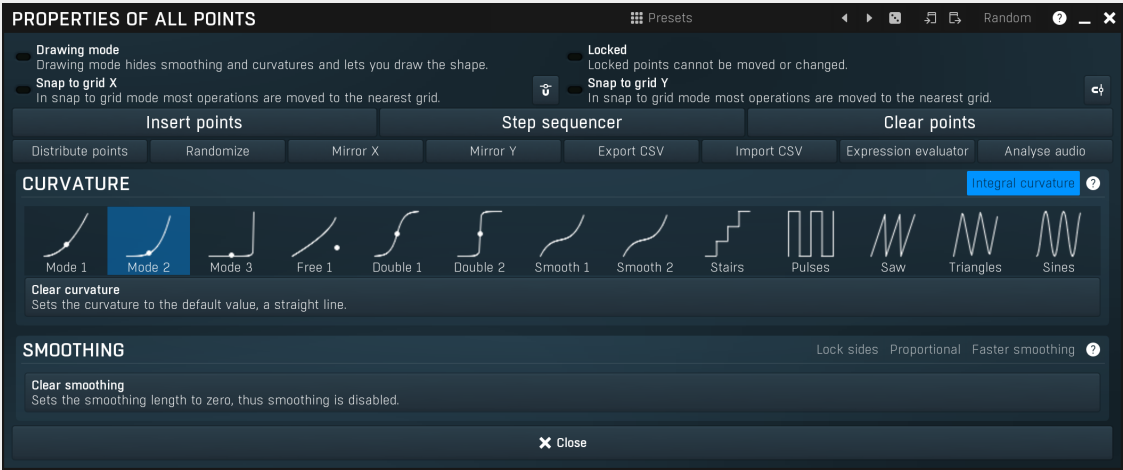 PROPERTIES OF ALL POINTS Presets Random ?
Drawing mode
Drawing mode hides smoothing and curvatures and lets you draw the shape.
Locked
Locked points cannot be moved or changed.
Snap to grid X
In snap to grid mode most operations are moved to the nearest grid.
Snap to grid Y
In snap to grid mode most operations are moved to the nearest grid.
Insert points Step sequencer Clear points
Distribute points Randomize Mirror X Mirror Y Export CSV Import CSV Expression evaluator Analyse audio
CURVATURE Integral curvature ?
Mode 1 Mode 2 Mode 3 Free 1 Double 1 Double 2 Smooth 1 Smooth 2 Stairs Pulses Saw Triangles Sines
Clear curvature
Sets the curvature to the default value, a straight line.
SMOOTHING Lock sides Proportional Faster smoothing ?
Clear smoothing
Sets the smoothing length to zero, thus smoothing is disabled.
Close